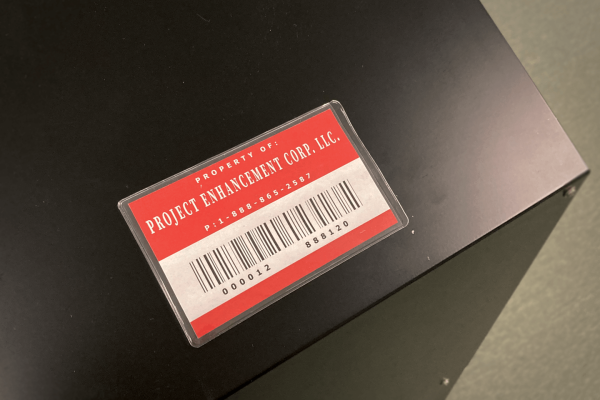 PROPERTY OF:
PROJECT ENHANCEMENT CORP, LLC.
P:1-888-865-2587
000012 888120